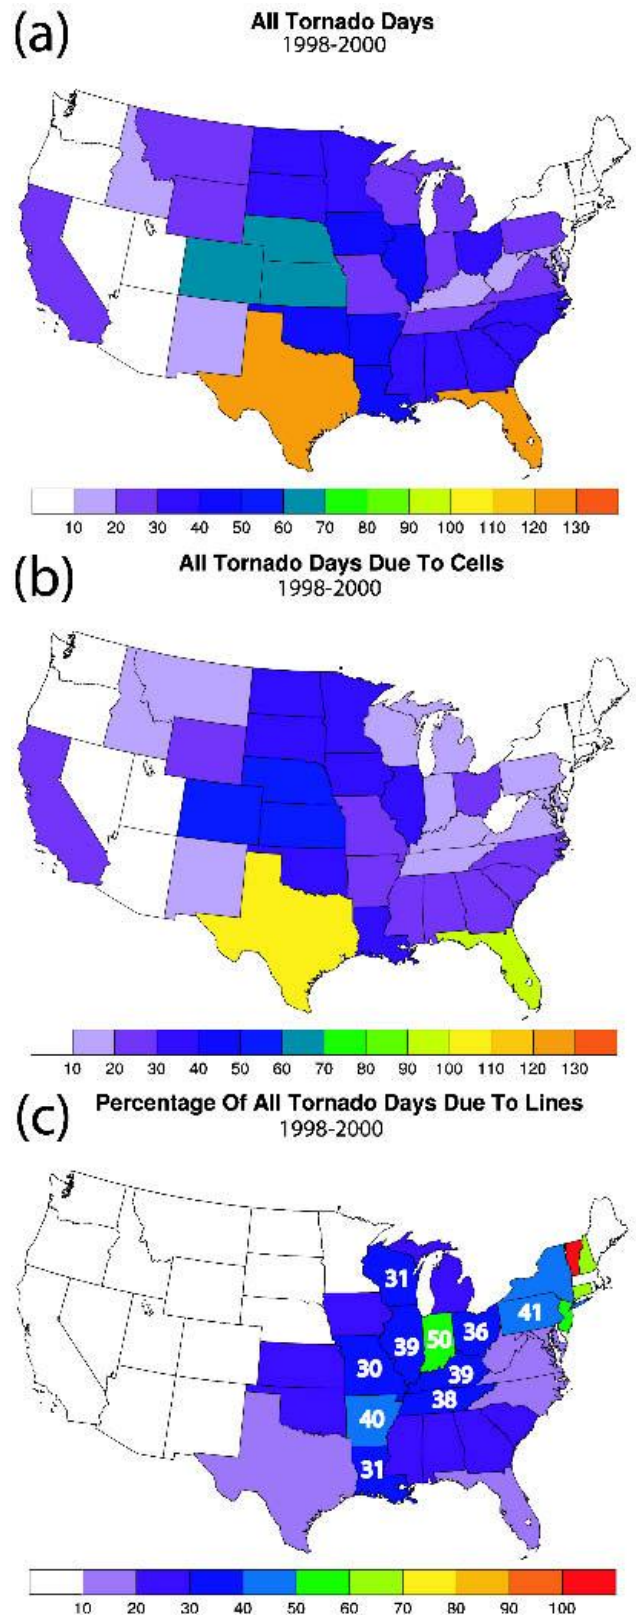 (a)
All Tornado Days
1998-2000
10 20 30 40 50 60 70 80 90 100 110 120 130
(b)
All Tornado Days Due To Cells
1998-2000
10 20 30 40 50 60 70 80 90 100 110 120 130
(c)
Percentage Of All Tornado Days Due To Lines
1998-2000
31
41
39 50 36
30 39
38
40
31
10 20 30 40 50 60 70 80 90 100